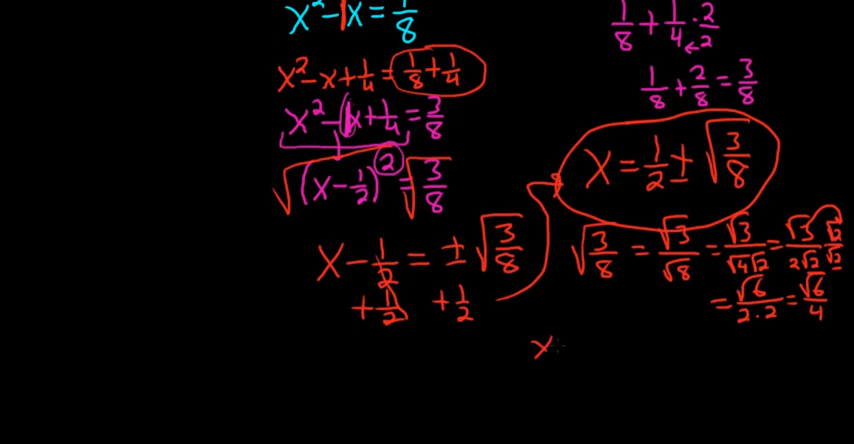 x² - 1x = 1/8
x² - x + 1/4 = 1/8 + 1/4
x² - 1x + 1/4 = 3/8
√(x - 1/2)² = √3/8
x - 1/2 = ± √3/8
+ 1/2 + 1/2
1/8 + 1/4 · 2/2
1/8 + 2/8 = 3/8
x = 1/2 ± √3/8
√3/8 = √3/√8 = √3/√4√2 = √3/2√2 √2/√2
= √6/2·2 = √6/4
x